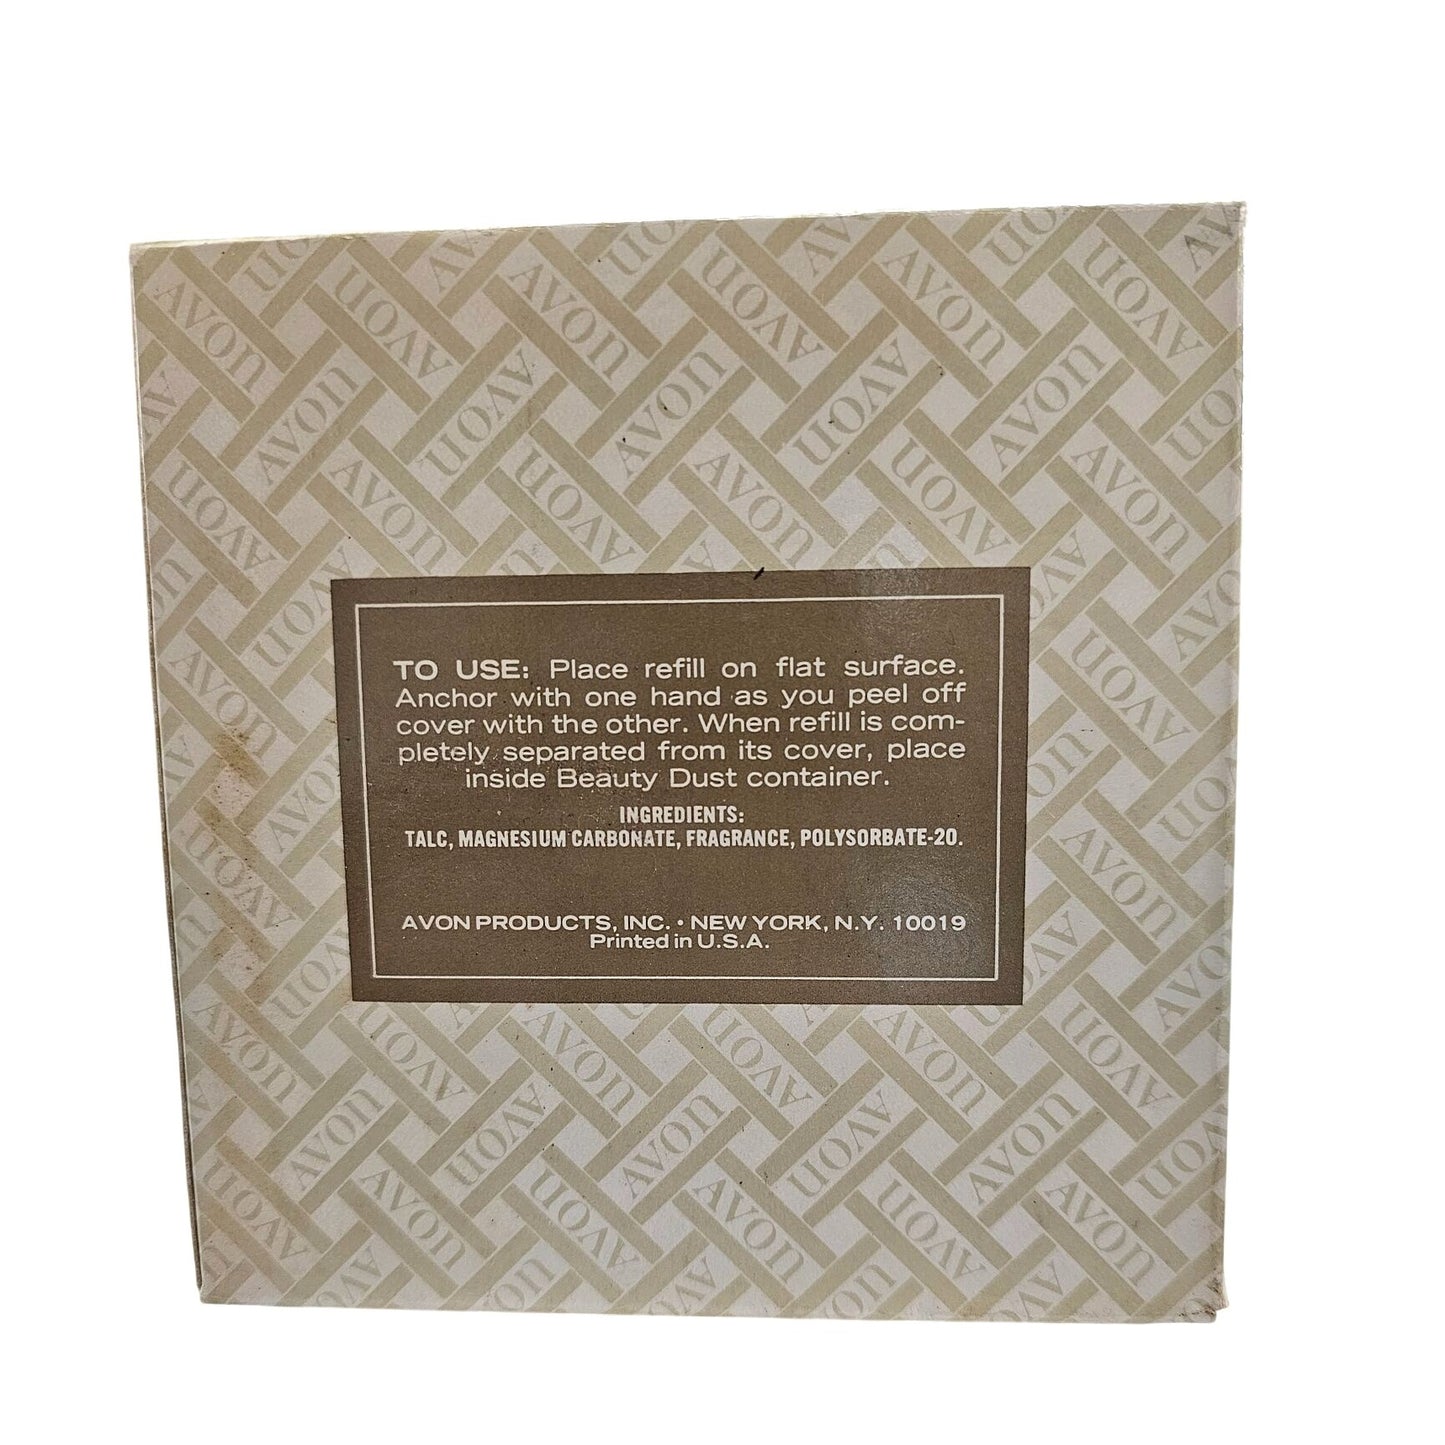 TO USE: Place refill on flat surface.
Anchor with one hand as you peel off
cover with the other. When refill is com-
pletely separated from its cover, place
inside Beauty Dust container.
INGREDIENTS:
TALC, MAGNESIUM CARBONATE, FRAGRANCE, POLYSORBATE-20.
AVON PRODUCTS, INC. • NEW YORK, N.Y. 10019
Printed in U.S.A.
AVON